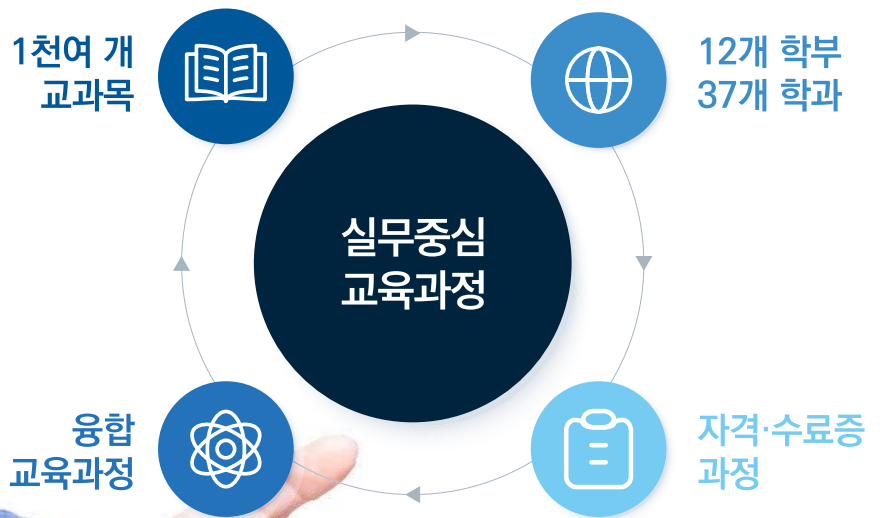 1천여 개
교과목
12개 학부
37개 학과
실무중심
교육과정
융합
교육과정
자격·수료증
과정